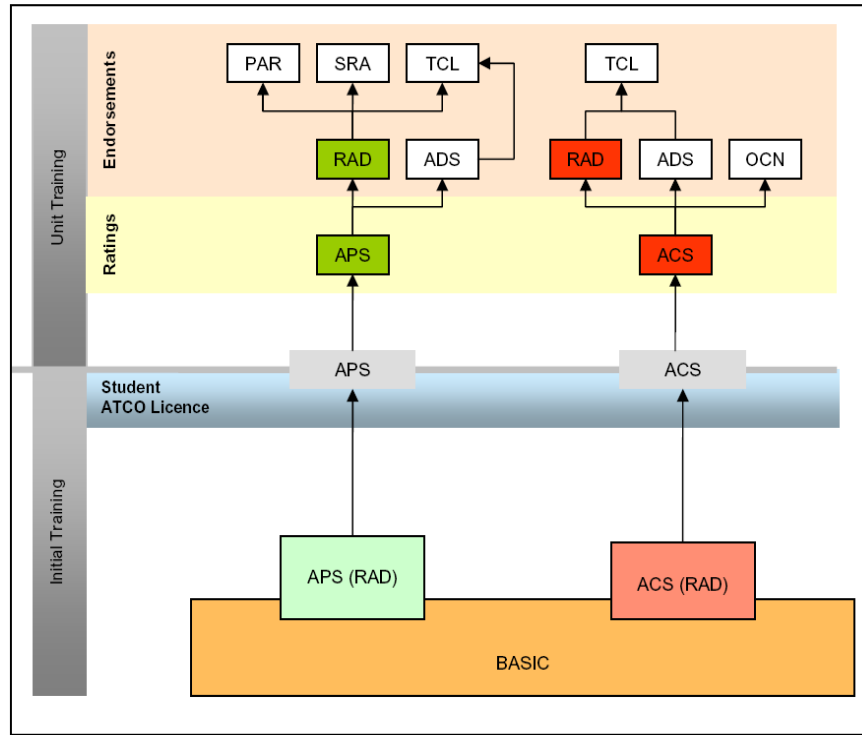 Unit Training
Endorsements
PAR
SRA
TCL
TCL
RAD
ADS
RAD
ADS
OCN
Ratings
APS
ACS
APS
ACS
Student
ATCO Licence
Initial Training
APS (RAD)
ACS (RAD)
BASIC